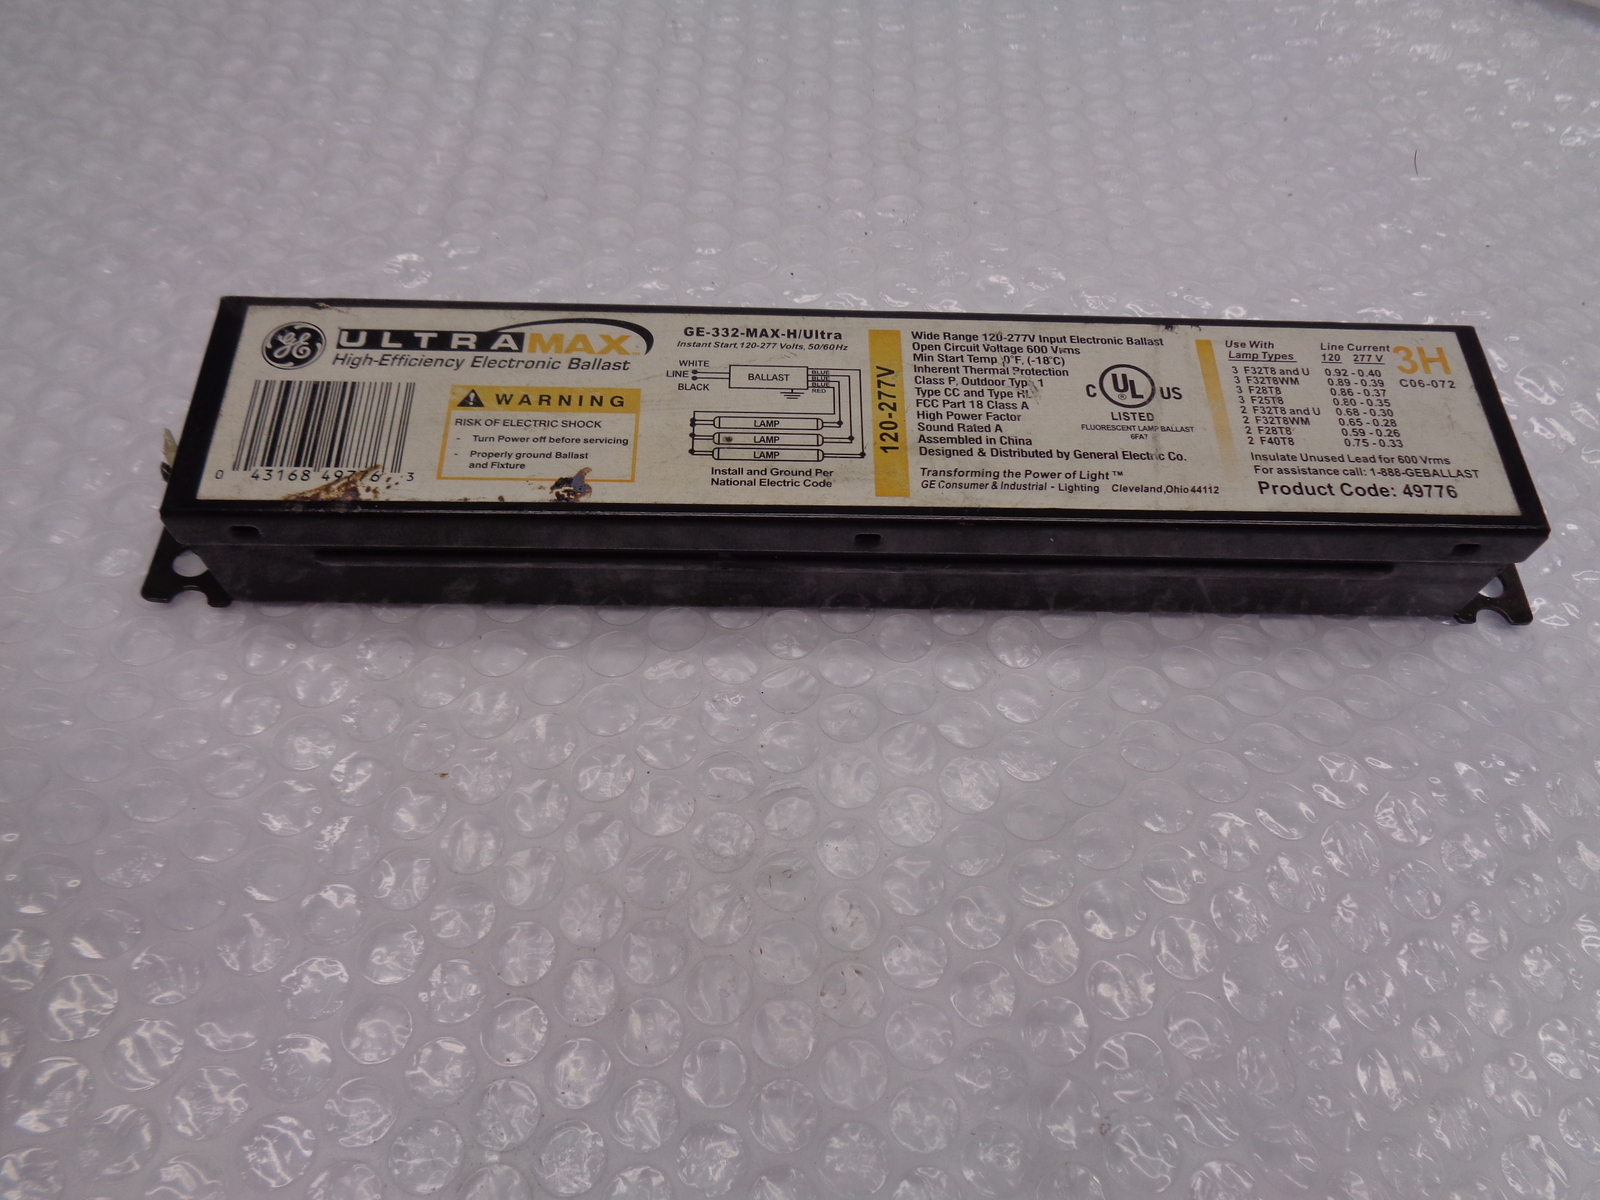 GE ULTRAMAX
High-Efficiency Electronic Ballast
0 43168 49776 3
WARNING
RISK OF ELECTRIC SHOCK
- Turn Power off before servicing
- Properly ground Ballast
and Fixture
GE-332-MAX-H/Ultra
Instant Start, 120-277 Volts, 50/60Hz
WHITE
LINE
BLACK
BALLAST
BLUE
BLUE
BLUE
RED
LAMP
LAMP
LAMP
Install and Ground Per
National Electric Code
120-277V
Wide Range 120-277V Input Electronic Ballast
Open Circuit Voltage 600 Vrms
Min Start Temp 0°F, (-18°C)
Inherent Thermal Protection
Class P, Outdoor Type 1
Type CC and Type HL
FCC Part 18 Class A
High Power Factor
Sound Rated A
Assembled in China
Designed & Distributed by General Electric Co.
Transforming the Power of Light ™
GE Consumer & Industrial - Lighting Cleveland,Ohio 44112
C UL US
LISTED
FLUORESCENT LAMP BALLAST
6FA7
Use With Line Current
Lamp Types 120 277 V
3 F32T8 and U 0.92 - 0.40
3 F32T8WM 0.89 - 0.39
3 F28T8 0.86 - 0.37
3 F25T8 0.80 - 0.35
2 F32T8 and U 0.68 - 0.30
2 F32T8WM 0.65 - 0.28
2 F28T8 0.59 - 0.26
2 F40T8 0.75 - 0.33
3H
C06-072
Insulate Unused Lead for 600 Vrms
For assistance call: 1-888-GEBALLAST
Product Code: 49776